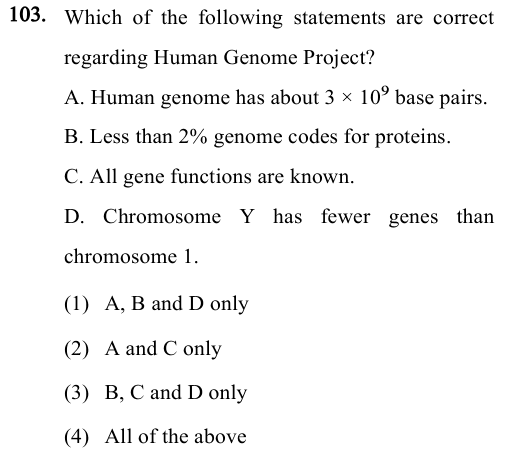 103. Which of the following statements are correct
regarding Human Genome Project?
A. Human genome has about 3 × 10⁹ base pairs.
B. Less than 2% genome codes for proteins.
C. All gene functions are known.
D. Chromosome Y has fewer genes than
chromosome 1.
(1) A, B and D only
(2) A and C only
(3) B, C and D only
(4) All of the above